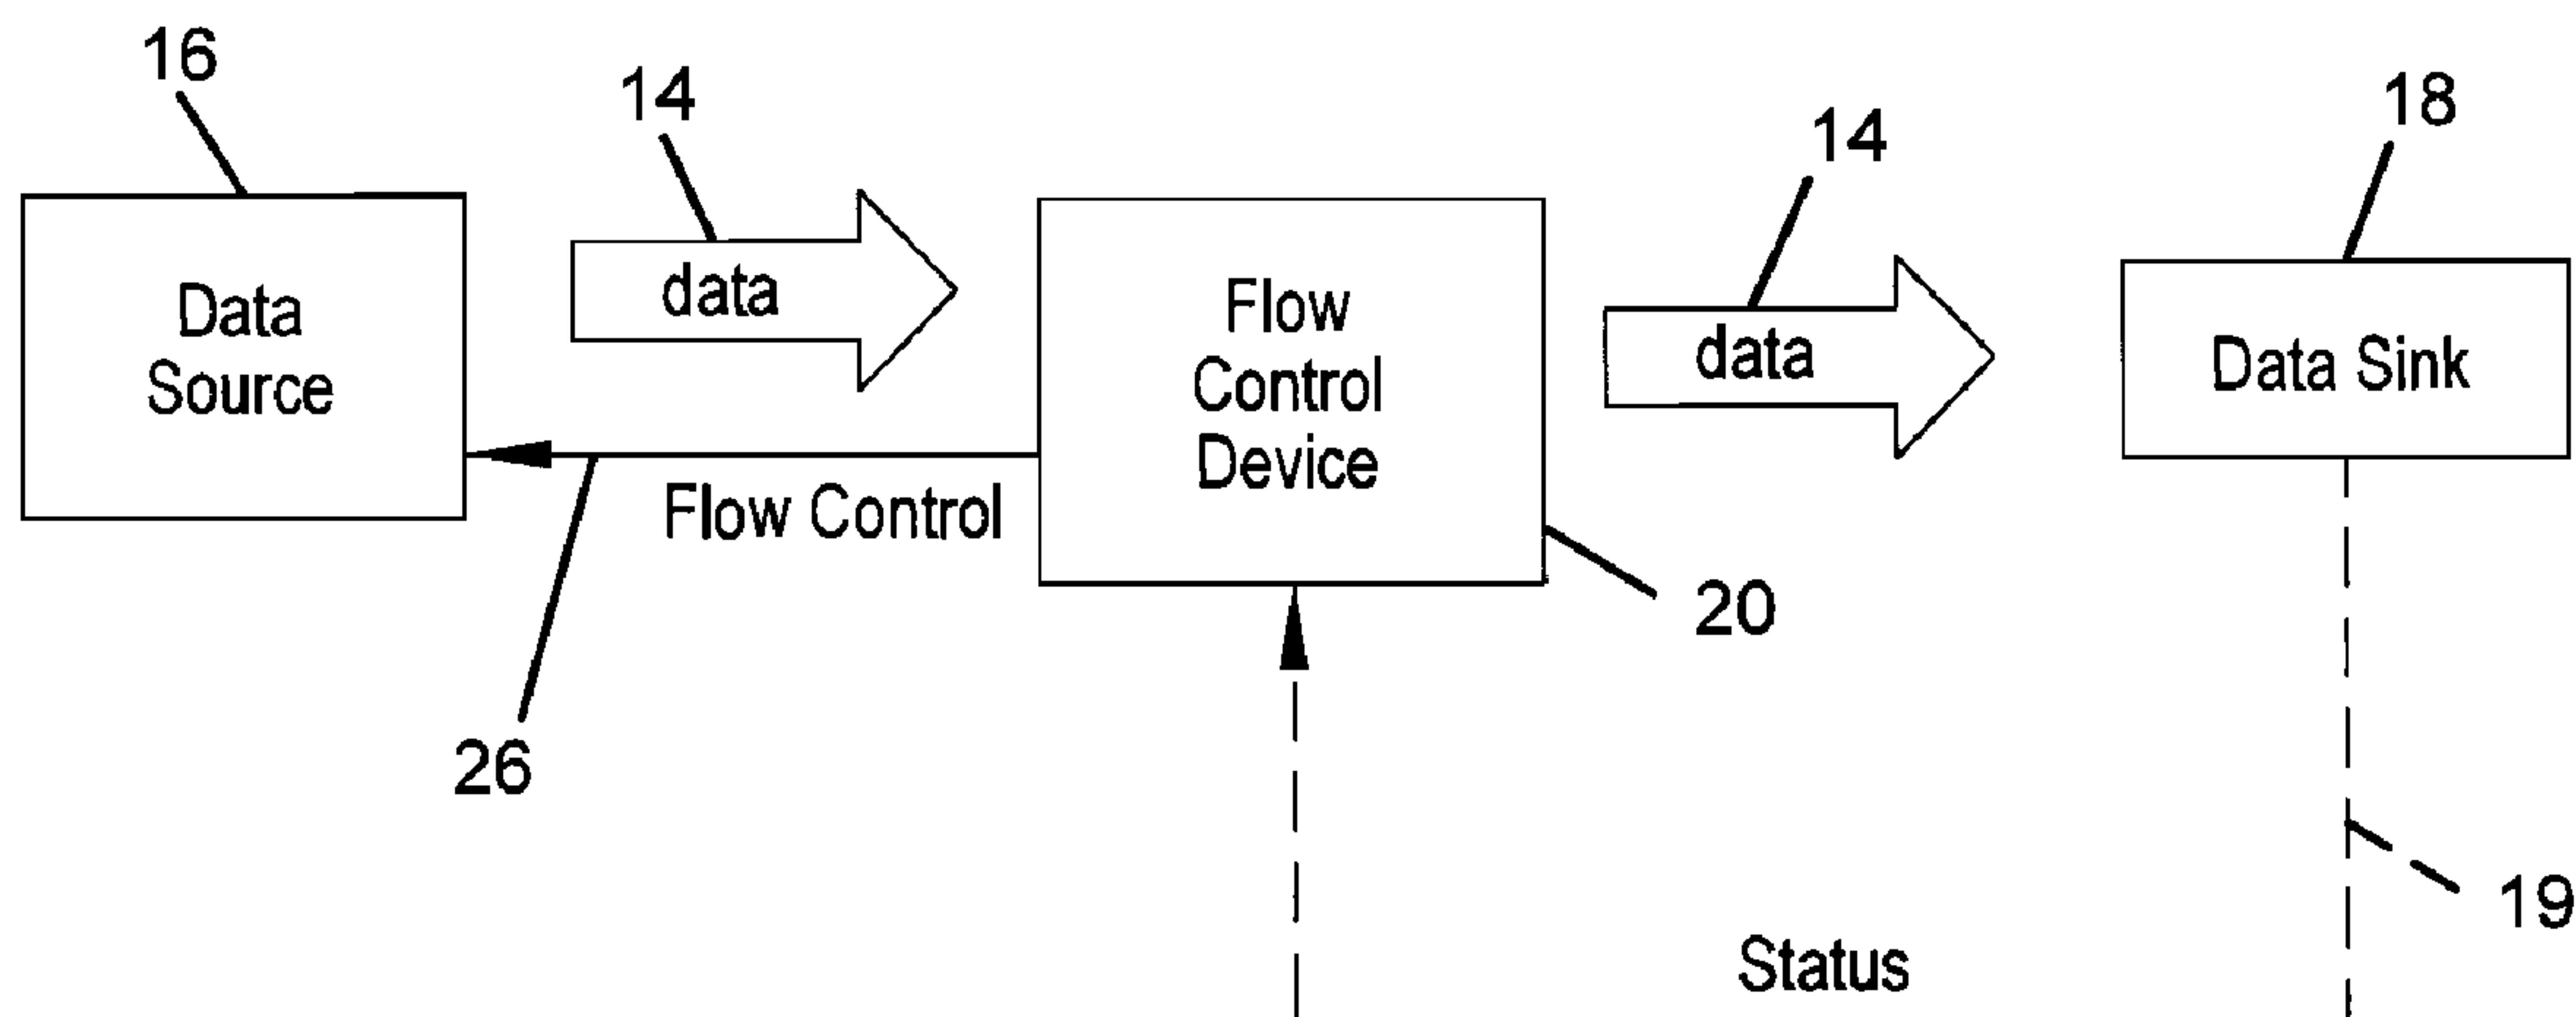 16
14
14
18
Data
Source
data
Flow
Control
Device
data
Data Sink
Flow Control
20
26
19
Status